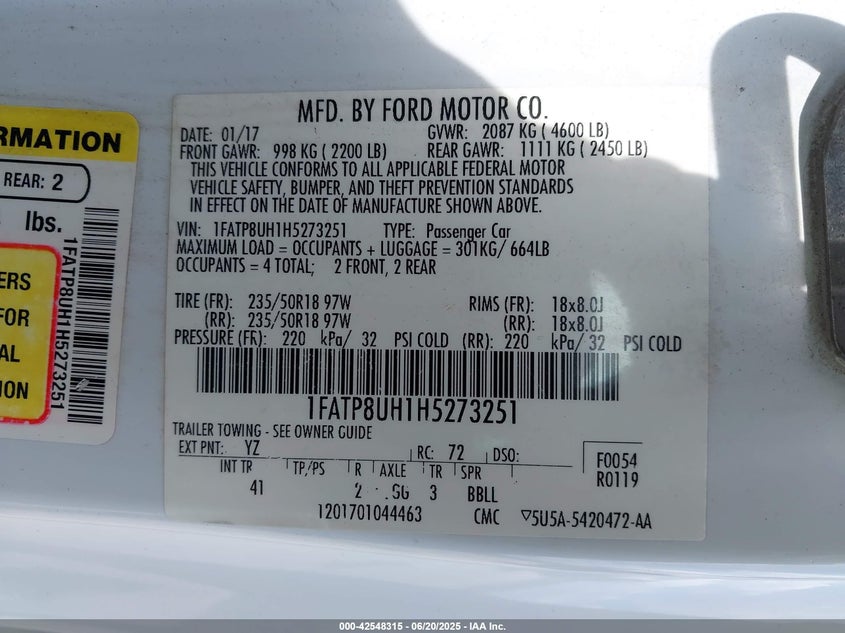 RMATION
REAR: 2
lbs.
1FATP8UH1H5273251
ERS
FOR
AL
ION
MFD. BY FORD MOTOR CO.
DATE: 01/17 GVWR: 2087 KG ( 4600 LB)
FRONT GAWR: 998 KG ( 2200 LB) REAR GAWR: 1111 KG ( 2450 LB)
THIS VEHICLE CONFORMS TO ALL APPLICABLE FEDERAL MOTOR
VEHICLE SAFETY, BUMPER, AND THEFT PREVENTION STANDARDS
IN EFFECT ON THE DATE OF MANUFACTURE SHOWN ABOVE.
VIN: 1FATP8UH1H5273251 TYPE: Passenger Car
MAXIMUM LOAD = OCCUPANTS + LUGGAGE = 301KG/ 664LB
OCCUPANTS = 4 TOTAL; 2 FRONT, 2 REAR
TIRE (FR): 235/50R18 97W RIMS (FR): 18x8.0J
(RR): 235/50R18 97W (RR): 18x8.0J
PRESSURE (FR): 220 kPa/ 32 PSI COLD (RR): 220 kPa/ 32 PSI COLD
1FATP8UH1H5273251
TRAILER TOWING - SEE OWNER GUIDE
EXT PNT: YZ RC: 72 DSO:
F0054
R0119
INT TR TP/PS R AXLE TR SPR
41 2 SG 3 BBLL
1201701044463 CMC ▽5U5A-5420472-AA
000-42548315 - 06/20/2025 - IAA Inc.